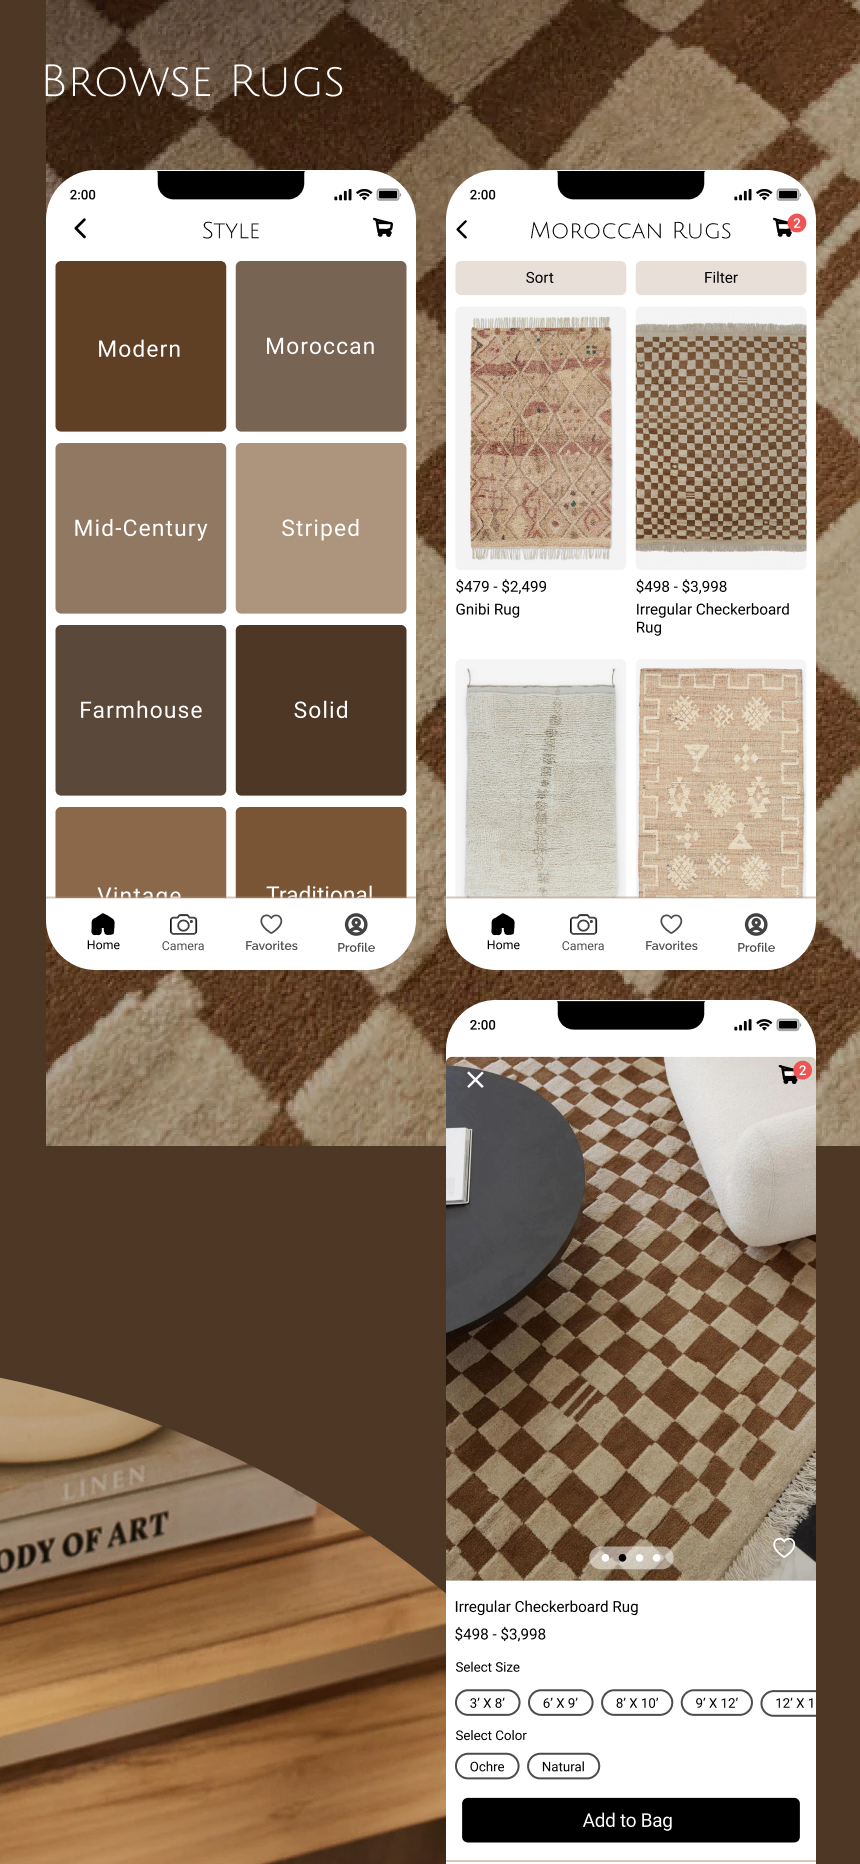 Browse Rugs
2:00
Style
Modern
Moroccan
Mid-Century
Striped
Farmhouse
Solid
Vintage
Traditional
Home
Camera
Favorites
Profile
2:00
Moroccan Rugs
2
Sort
Filter
$479 - $2,499
Gnibi Rug
$498 - $3,998
Irregular Checkerboard
Rug
Home
Camera
Favorites
Profile
2:00
2
Irregular Checkerboard Rug
$498 - $3,998
Select Size
3’ X 8’
6’ X 9’
8’ X 10’
9’ X 12’
12’ X 1
Select Color
Ochre
Natural
Add to Bag
LINEN
ODY OF ART